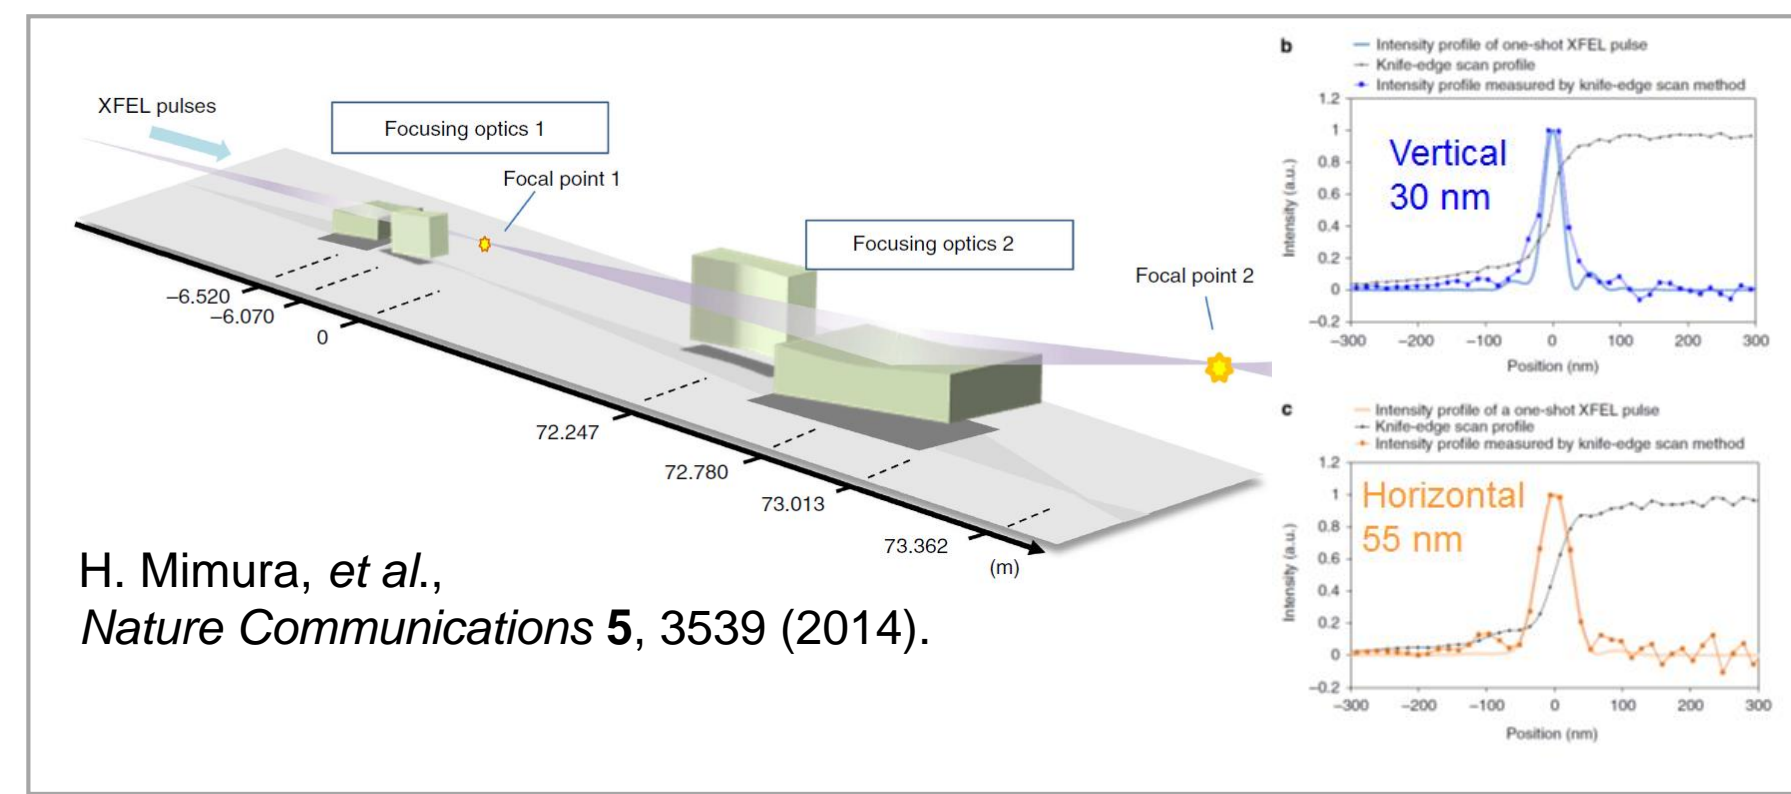 XFEL pulses
Focusing optics 1
Focal point 1
Focusing optics 2
Focal point 2
−6.520
−6.070
0
72.247
72.780
73.013
73.362
(m)
H. Mimura, et al.,
Nature Communications 5, 3539 (2014).
b
Intensity profile of one-shot XFEL pulse
Knife-edge scan profile
Intensity profile measured by knife-edge scan method
1.2
1
0.8
0.6
0.4
0.2
0
−0.2
Intensity (a.u.)
Vertical
30 nm
−300 −200 −100 0 100 200 300
Position (nm)
c
Intensity profile of a one-shot XFEL pulse
Knife-edge scan profile
Intensity profile measured by knife-edge scan method
1.2
1
0.8
0.6
0.4
0.2
0
−0.2
Intensity (a.u.)
Horizontal
55 nm
−300 −200 −100 0 100 200 300
Position (nm)